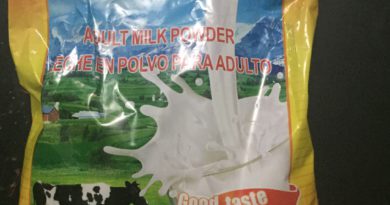 ADULT MILK POWDER
LECHE EN POLVO PARA ADULTO
Good taste